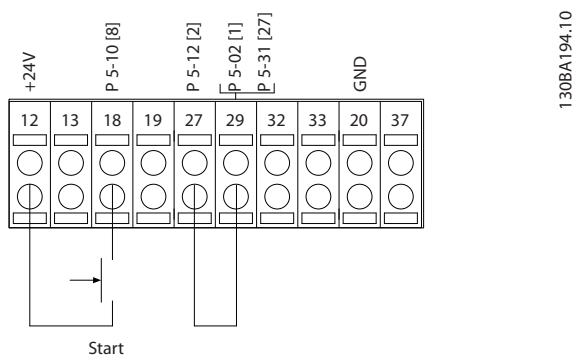 +24V
P 5-10 [8]
P 5-12 [2]
P 5-02 [1]
P 5-31 [27]
GND
130BA194.10
12 13 18 19 27 29 32 33 20 37
Start